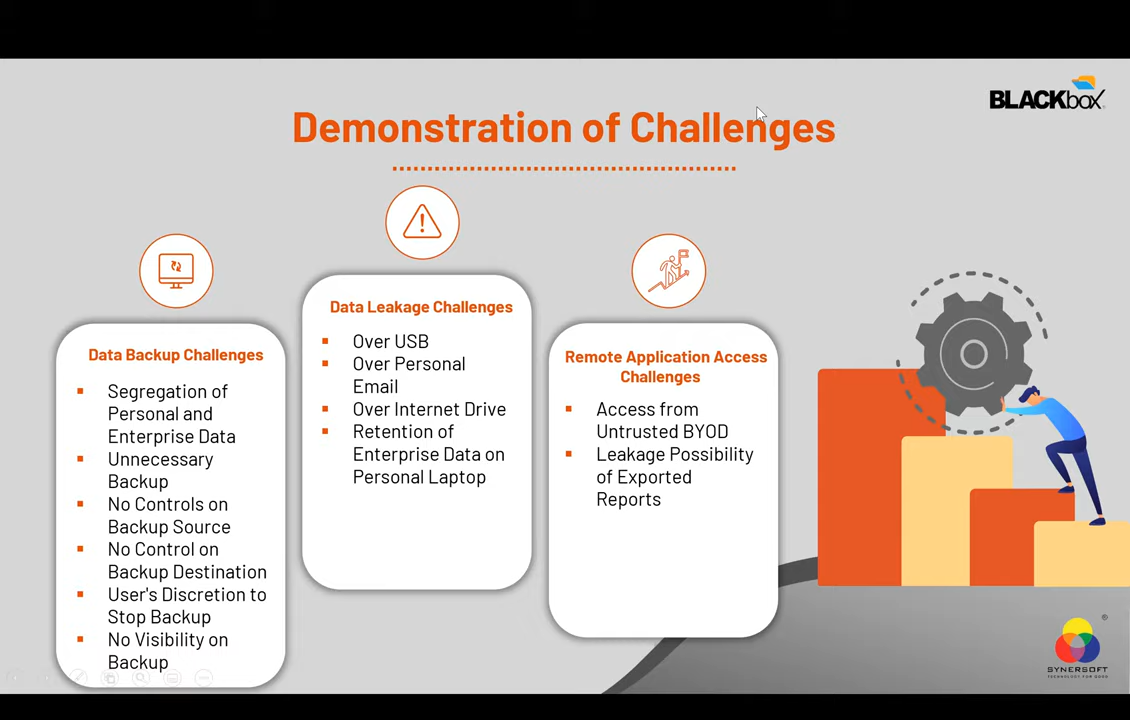 BLACKbox
Demonstration of Challenges
Data Backup Challenges
Segregation of
Personal and
Enterprise Data
Unnecessary
Backup
No Controls on
Backup Source
No Control on
Backup Destination
User's Discretion to
Stop Backup
No Visibility on
Backup
Data Leakage Challenges
Over USB
Over Personal
Email
Over Internet Drive
Retention of
Enterprise Data on
Personal Laptop
Remote Application Access
Challenges
Access from
Untrusted BYOD
Leakage Possibility
of Exported
Reports
®
SYNERSOFT
TECHNOLOGY FOR GOOD